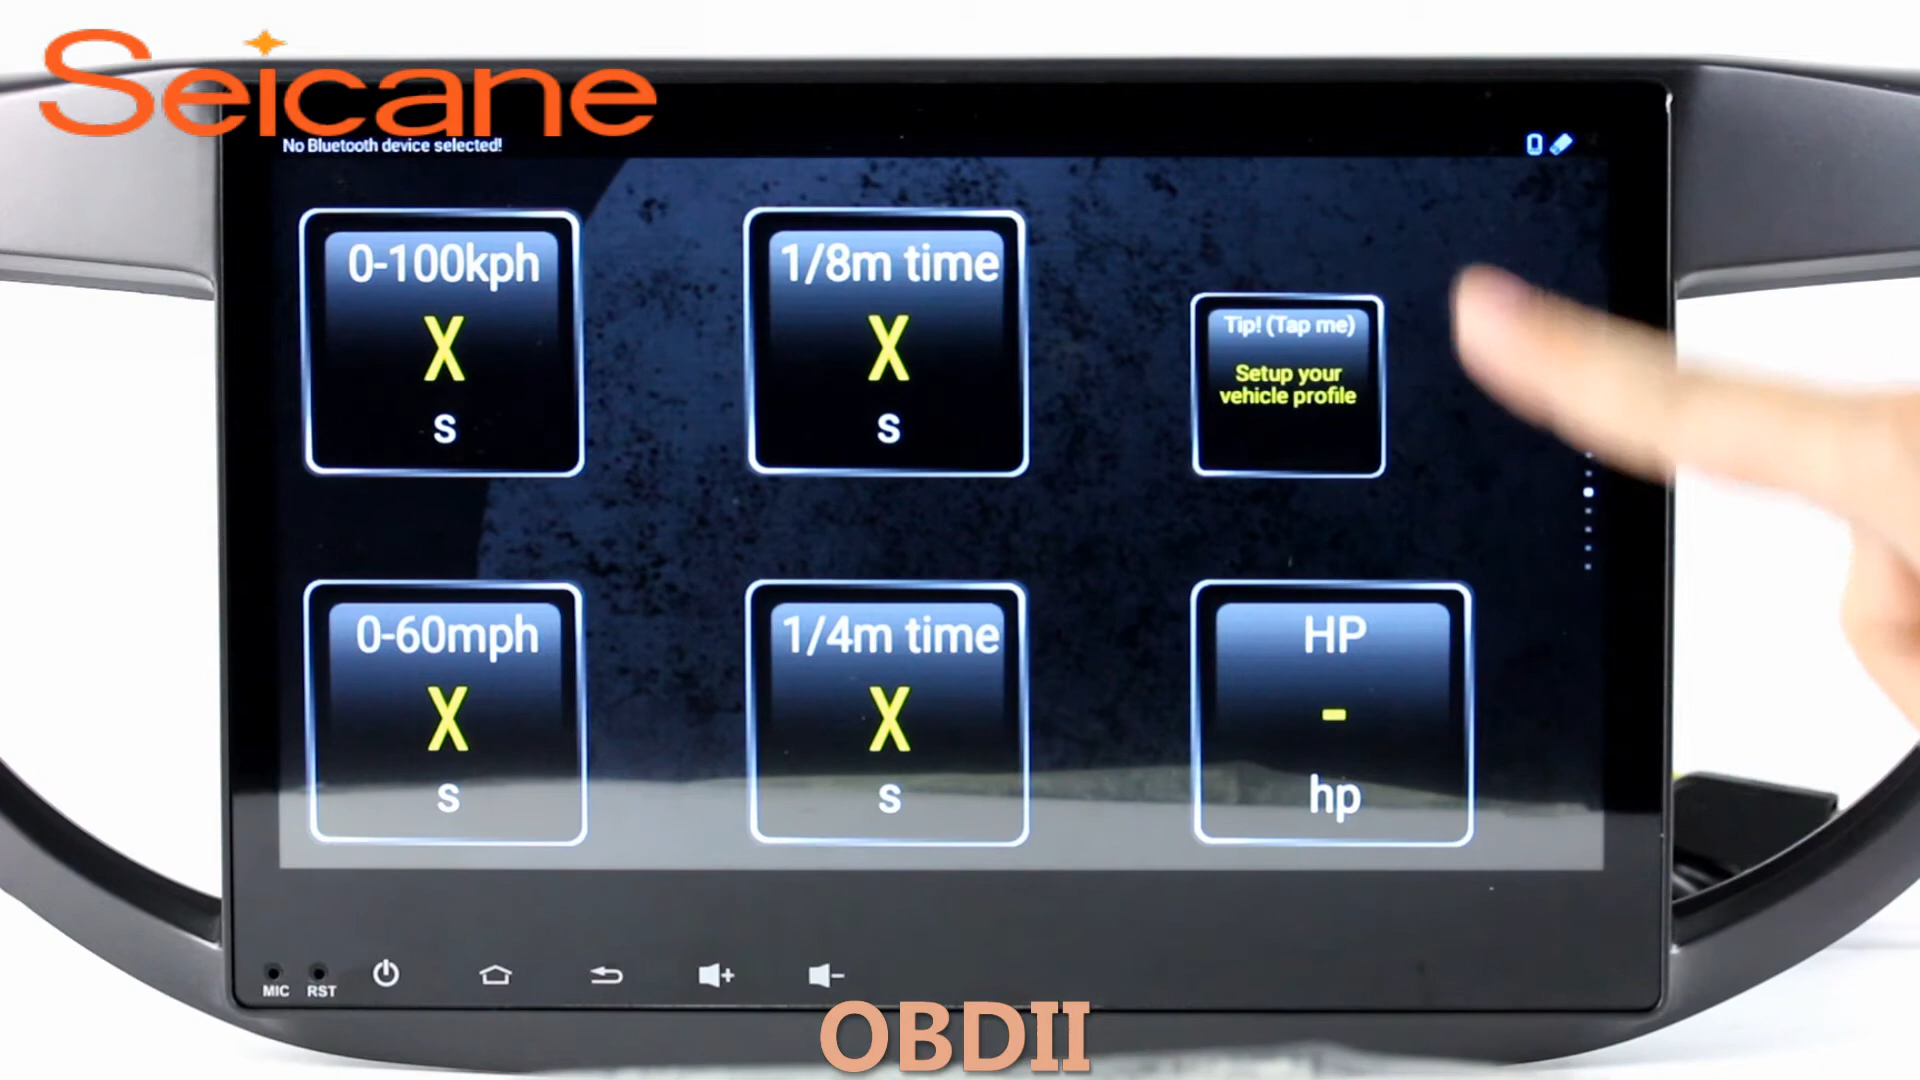 Seicane
No Bluetooth device selected!
0-100kph
X
s
1/8m time
X
s
Tip! (Tap me)
Setup your
vehicle profile
0-60mph
X
s
1/4m time
X
s
HP
-
hp
MIC
RST
OBDII